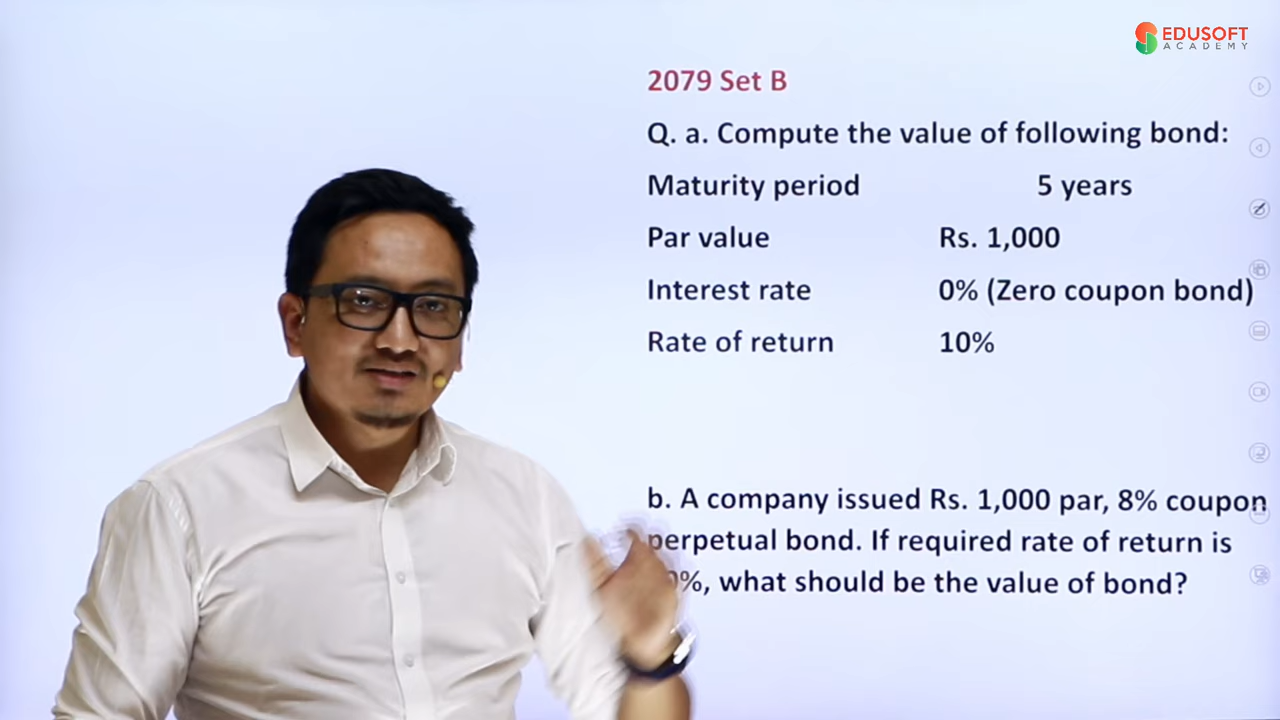 EDUSOFT
ACADEMY
2079 Set B
Q. a. Compute the value of following bond:
Maturity period 5 years
Par value Rs. 1,000
Interest rate 0% (Zero coupon bond)
Rate of return 10%
b. A company issued Rs. 1,000 par, 8% coupon
perpetual bond. If required rate of return is
%, what should be the value of bond?